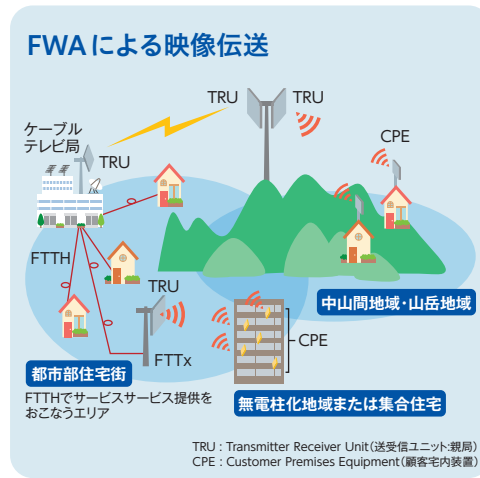 FWAによる映像伝送
TRU
TRU
ケーブル
テレビ局
TRU
CPE
FTTH
TRU
中山間地域・山岳地域
CPE
FTTx
都市部住宅街
FTTHでサービスサービス提供を
おこなうエリア
無電柱化地域または集合住宅
TRU : Transmitter Receiver Unit(送受信ユニット:親局)
CPE : Customer Premises Equipment(顧客宅内装置)